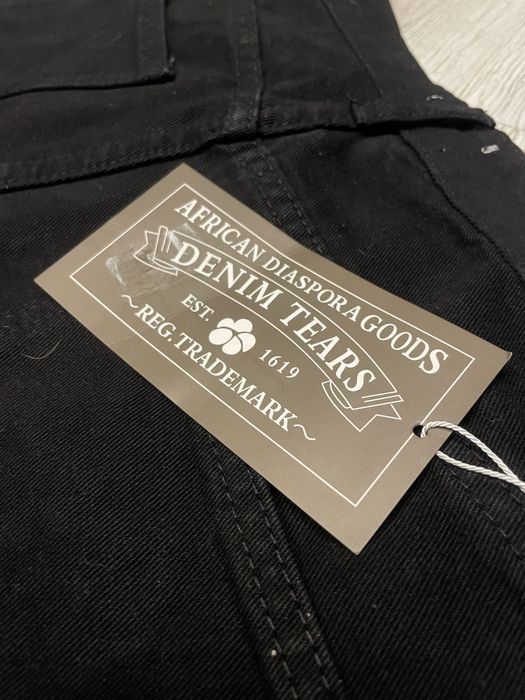 AFRICAN DIASPORA GOODS
DENIM TEARS
EST. 1619
~REG. TRADEMARK~